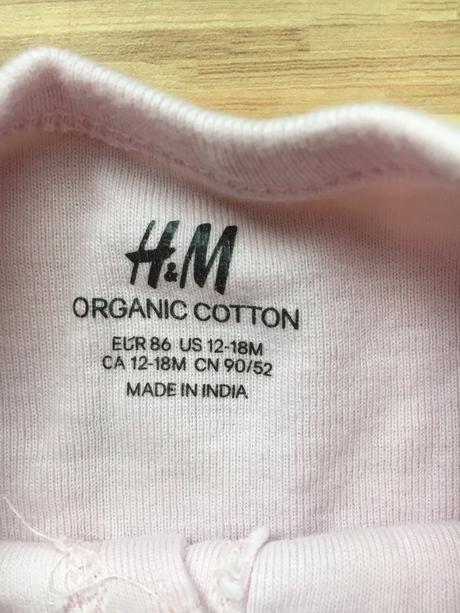 H&M
ORGANIC COTTON
EUR 86 US 12-18M
CA 12-18M CN 90/52
MADE IN INDIA